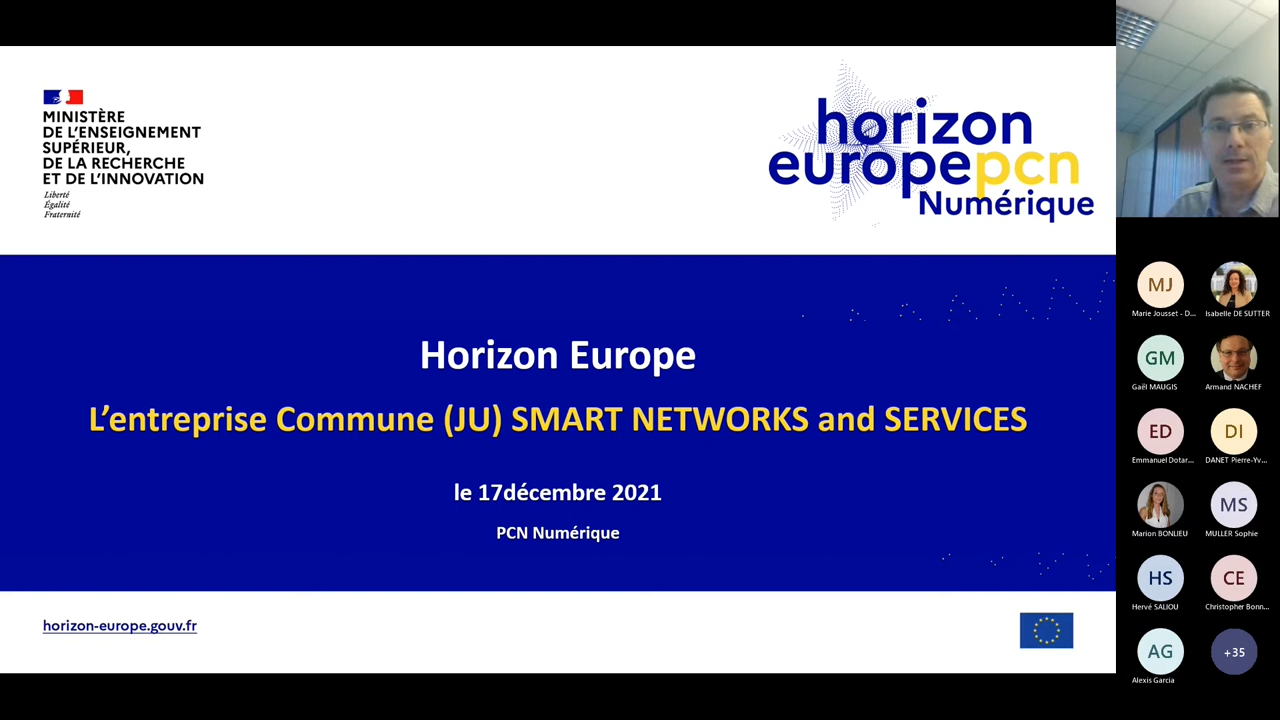 MINISTÈRE
DE L'ENSEIGNEMENT
SUPÉRIEUR,
DE LA RECHERCHE
ET DE L'INNOVATION
Liberté
Égalité
Fraternité
horizon
europe pcn
Numérique
Horizon Europe
L'entreprise Commune (JU) SMART NETWORKS and SERVICES
le 17décembre 2021
PCN Numérique
horizon-europe.gouv.fr
MJ
Marie Jousset - D...
Isabelle DE SUTTER
GM
Gaël MAUGIS
Armand NACHEF
ED
Emmanuel Dotar...
DI
DANET Pierre-Yv...
Marion BONLIEU
MS
MULLER Sophie
HS
Hervé SALIOU
CE
Christopher Bonn...
AG
Alexis Garcia
+35